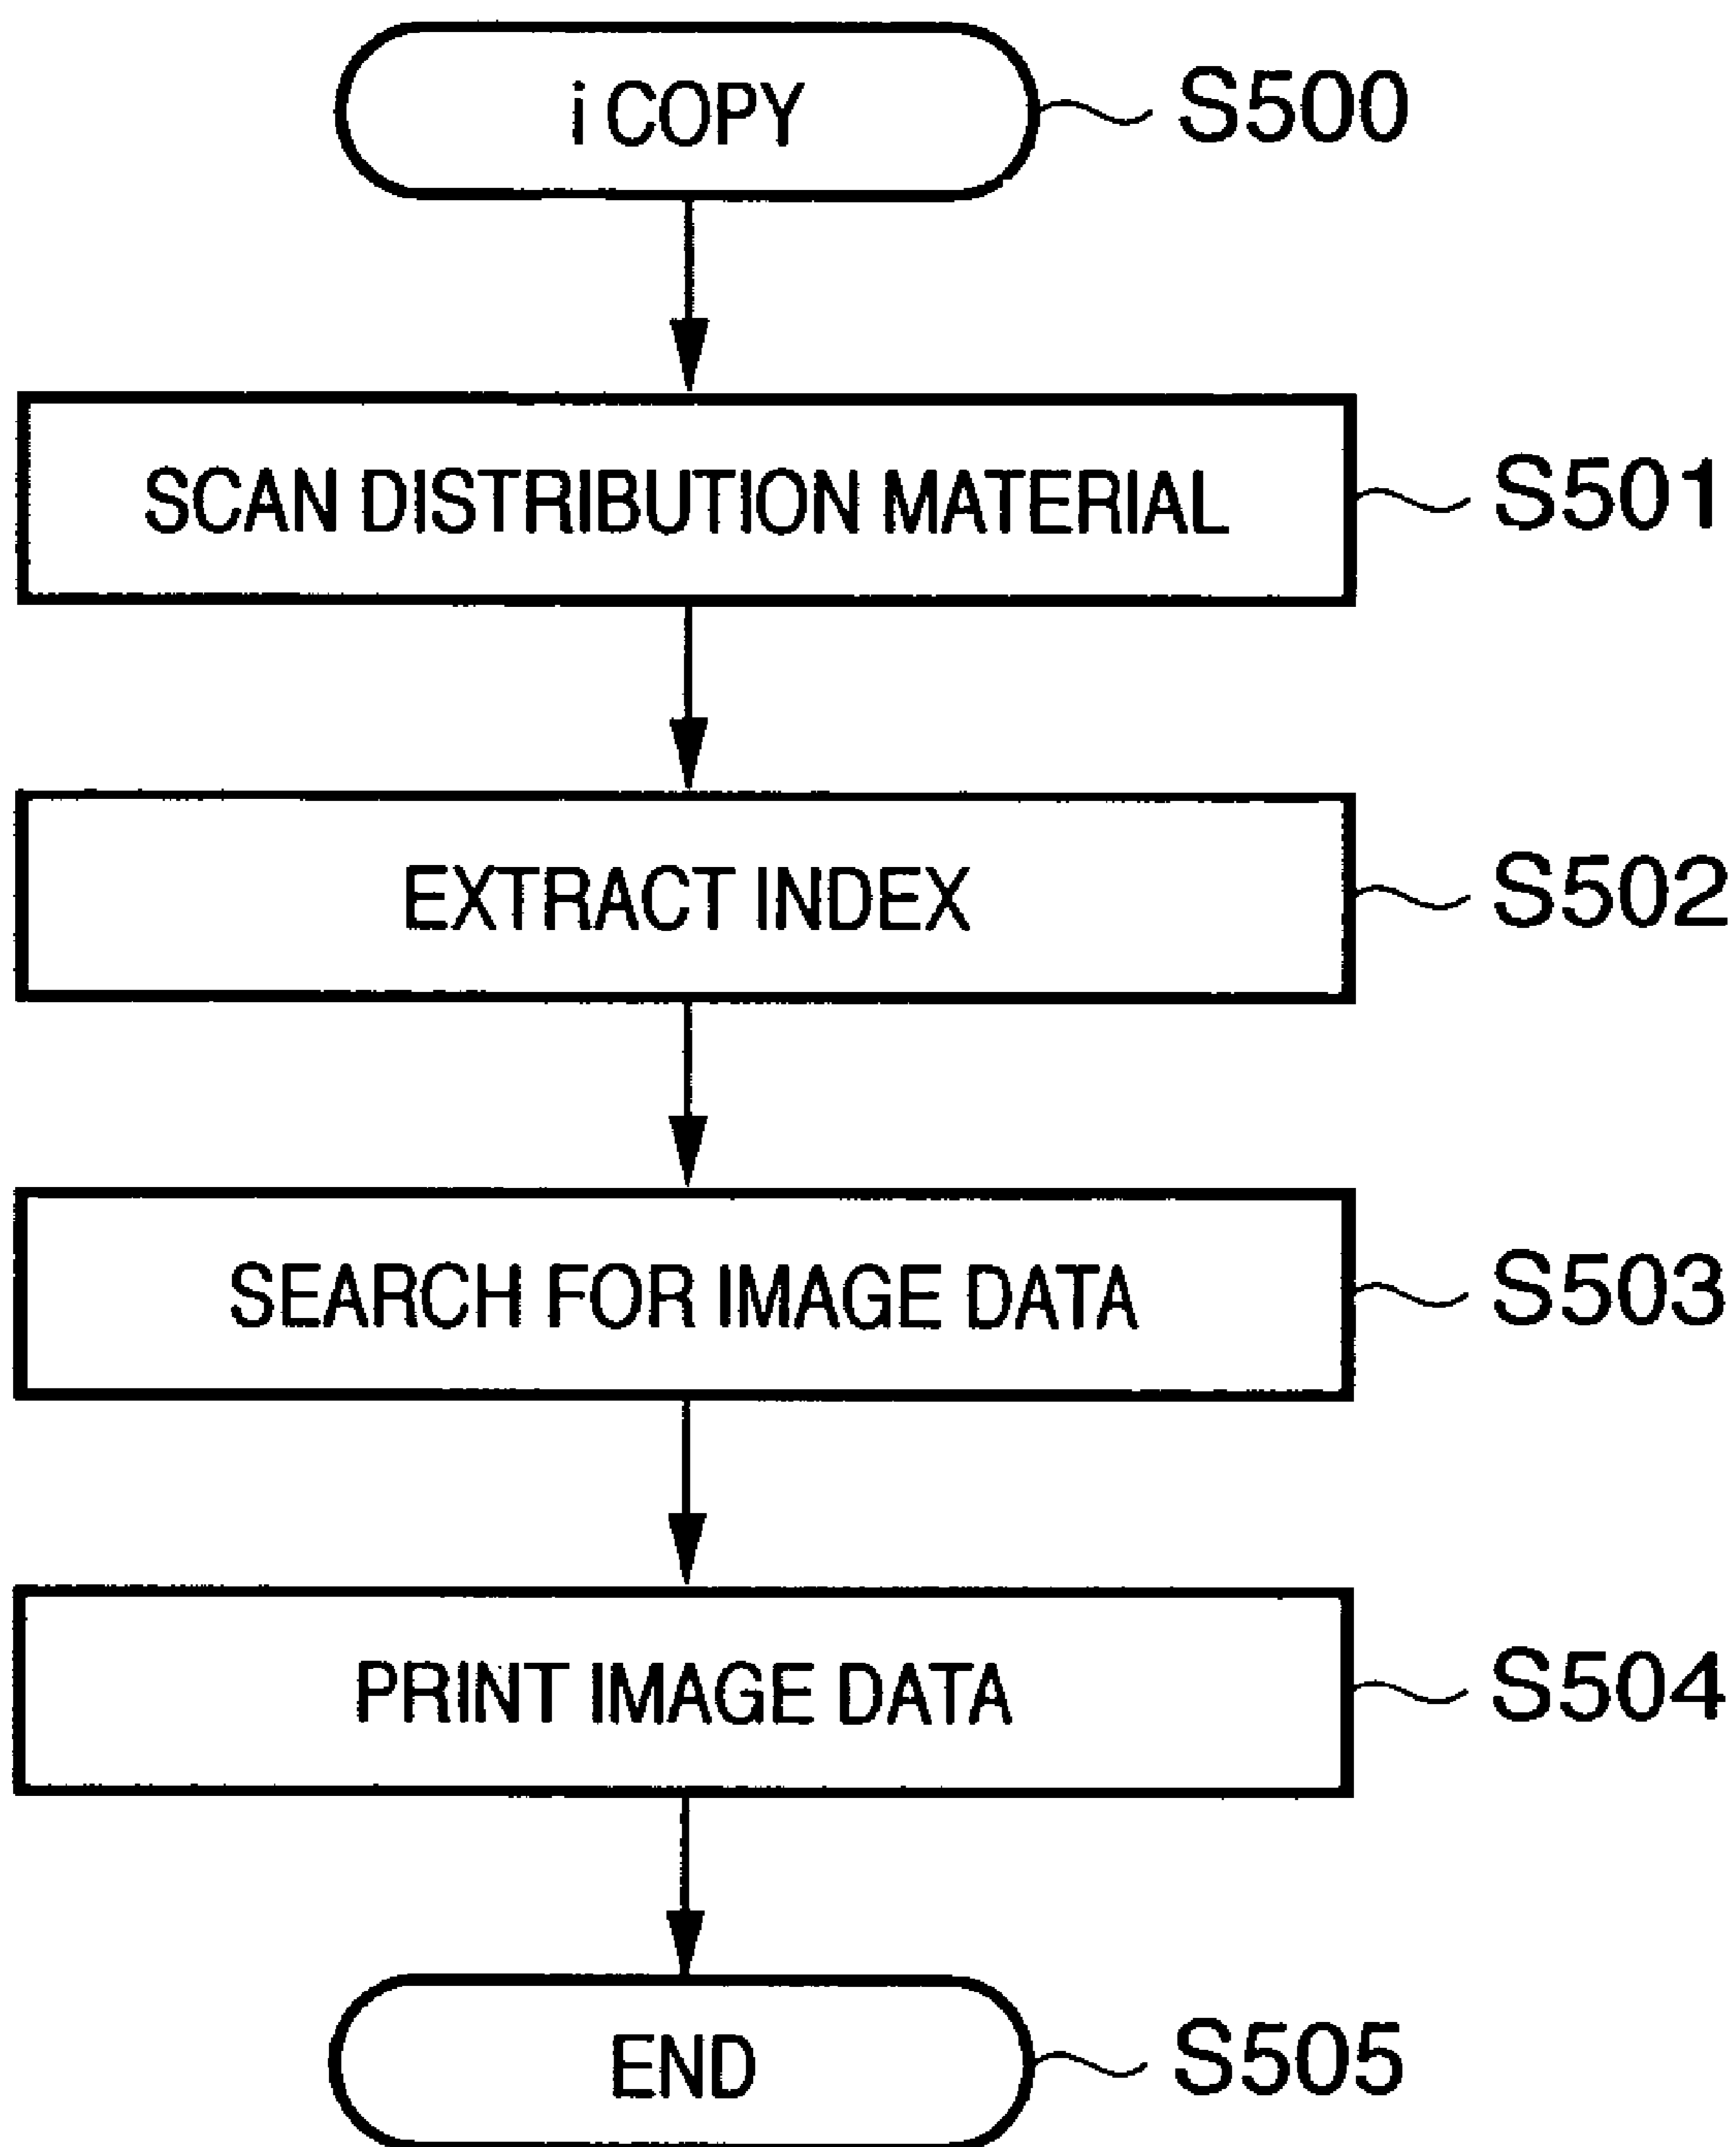 i COPY S500
SCAN DISTRIBUTION MATERIAL S501
EXTRACT INDEX S502
SEARCH FOR IMAGE DATA S503
PRINT IMAGE DATA S504
END S505